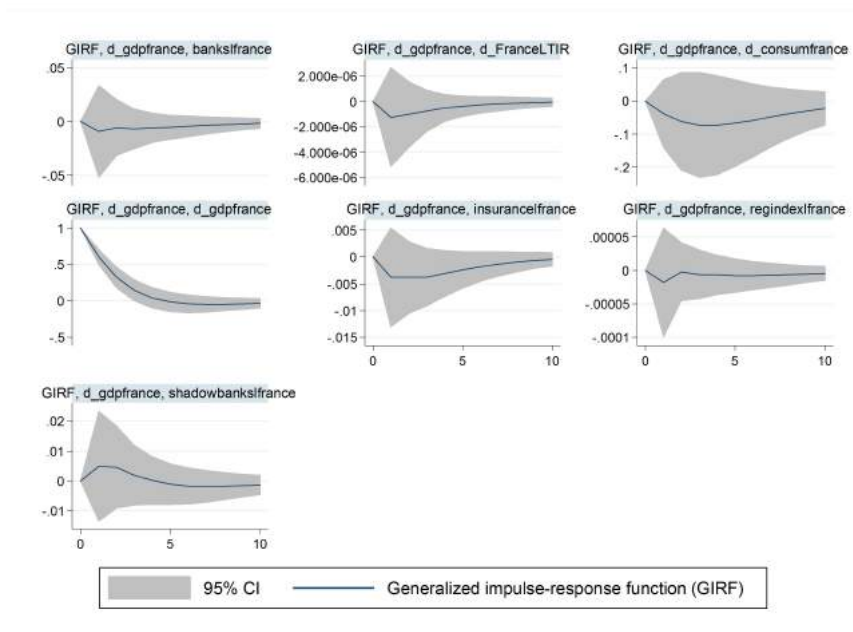 GIRF, d_gdpfrance, bankslfrance
.05
0
-.05
GIRF, d_gdpfrance, d_FranceLTIR
2.000e-06
0
-2.000e-06
-4.000e-06
-6.000e-06
GIRF, d_gdpfrance, d_consumfrance
.1
0
-.1
-.2
GIRF, d_gdpfrance, d_gdpfrance
1
.5
0
-.5
GIRF, d_gdpfrance, insurancelfrance
.005
0
-.005
-.01
-.015
0 5 10
GIRF, d_gdpfrance, regindexlfrance
.00005
0
-.00005
-.0001
0 5 10
GIRF, d_gdpfrance, shadowbankslfrance
.02
.01
0
-.01
0 5 10
95% CI Generalized impulse-response function (GIRF)